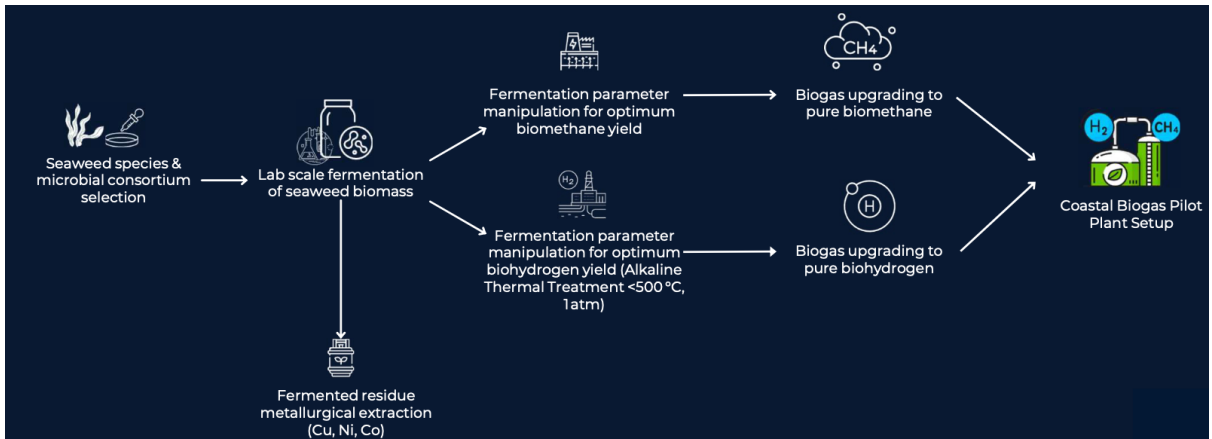 Seaweed species &
microbial consortium
selection
Lab scale fermentation
of seaweed biomass
Fermented residue
metallurgical extraction
(Cu, Ni, Co)
Fermentation parameter
manipulation for optimum
biomethane yield
H₂
Fermentation parameter
manipulation for optimum
biohydrogen yield (Alkaline
Thermal Treatment <500 °C,
1atm)
CH₄
Biogas upgrading to
pure biomethane
H
Biogas upgrading to
pure biohydrogen
H₂
CH₄
Coastal Biogas Pilot
Plant Setup